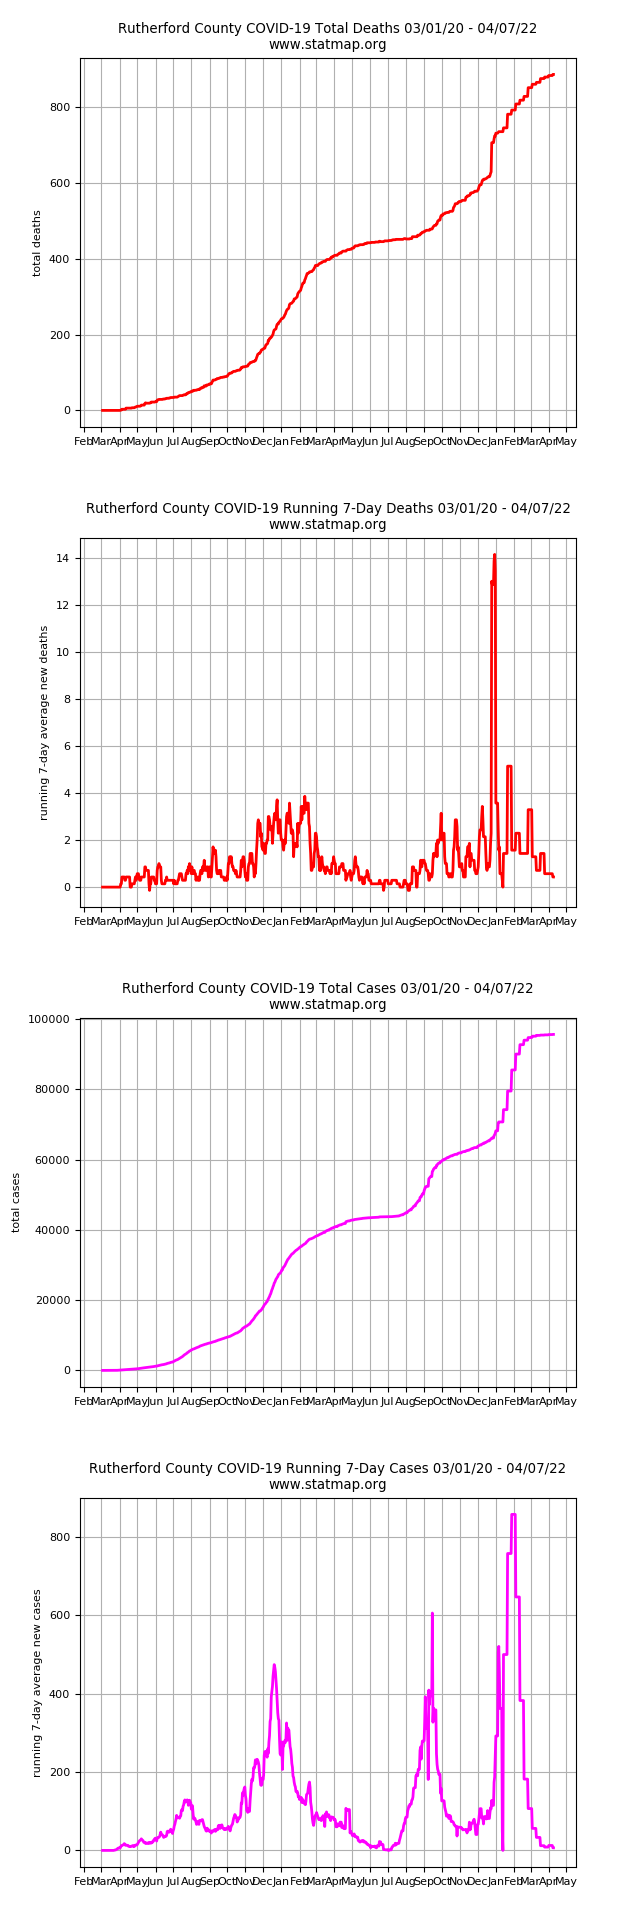 Rutherford County COVID-19 Total Deaths 03/01/20 - 04/07/22
www.statmap.org
total deaths
800
600
400
200
0
Feb Mar Apr May Jun Jul Aug Sep Oct Nov Dec Jan Feb Mar Apr May Jun Jul Aug Sep Oct Nov Dec Jan Feb Mar Apr May
Rutherford County COVID-19 Running 7-Day Deaths 03/01/20 - 04/07/22
www.statmap.org
running 7-day average new deaths
14
12
10
8
6
4
2
0
Feb Mar Apr May Jun Jul Aug Sep Oct Nov Dec Jan Feb Mar Apr May Jun Jul Aug Sep Oct Nov Dec Jan Feb Mar Apr May
Rutherford County COVID-19 Total Cases 03/01/20 - 04/07/22
www.statmap.org
total cases
100000
80000
60000
40000
20000
0
Feb Mar Apr May Jun Jul Aug Sep Oct Nov Dec Jan Feb Mar Apr May Jun Jul Aug Sep Oct Nov Dec Jan Feb Mar Apr May
Rutherford County COVID-19 Running 7-Day Cases 03/01/20 - 04/07/22
www.statmap.org
running 7-day average new cases
800
600
400
200
0
Feb Mar Apr May Jun Jul Aug Sep Oct Nov Dec Jan Feb Mar Apr May Jun Jul Aug Sep Oct Nov Dec Jan Feb Mar Apr May